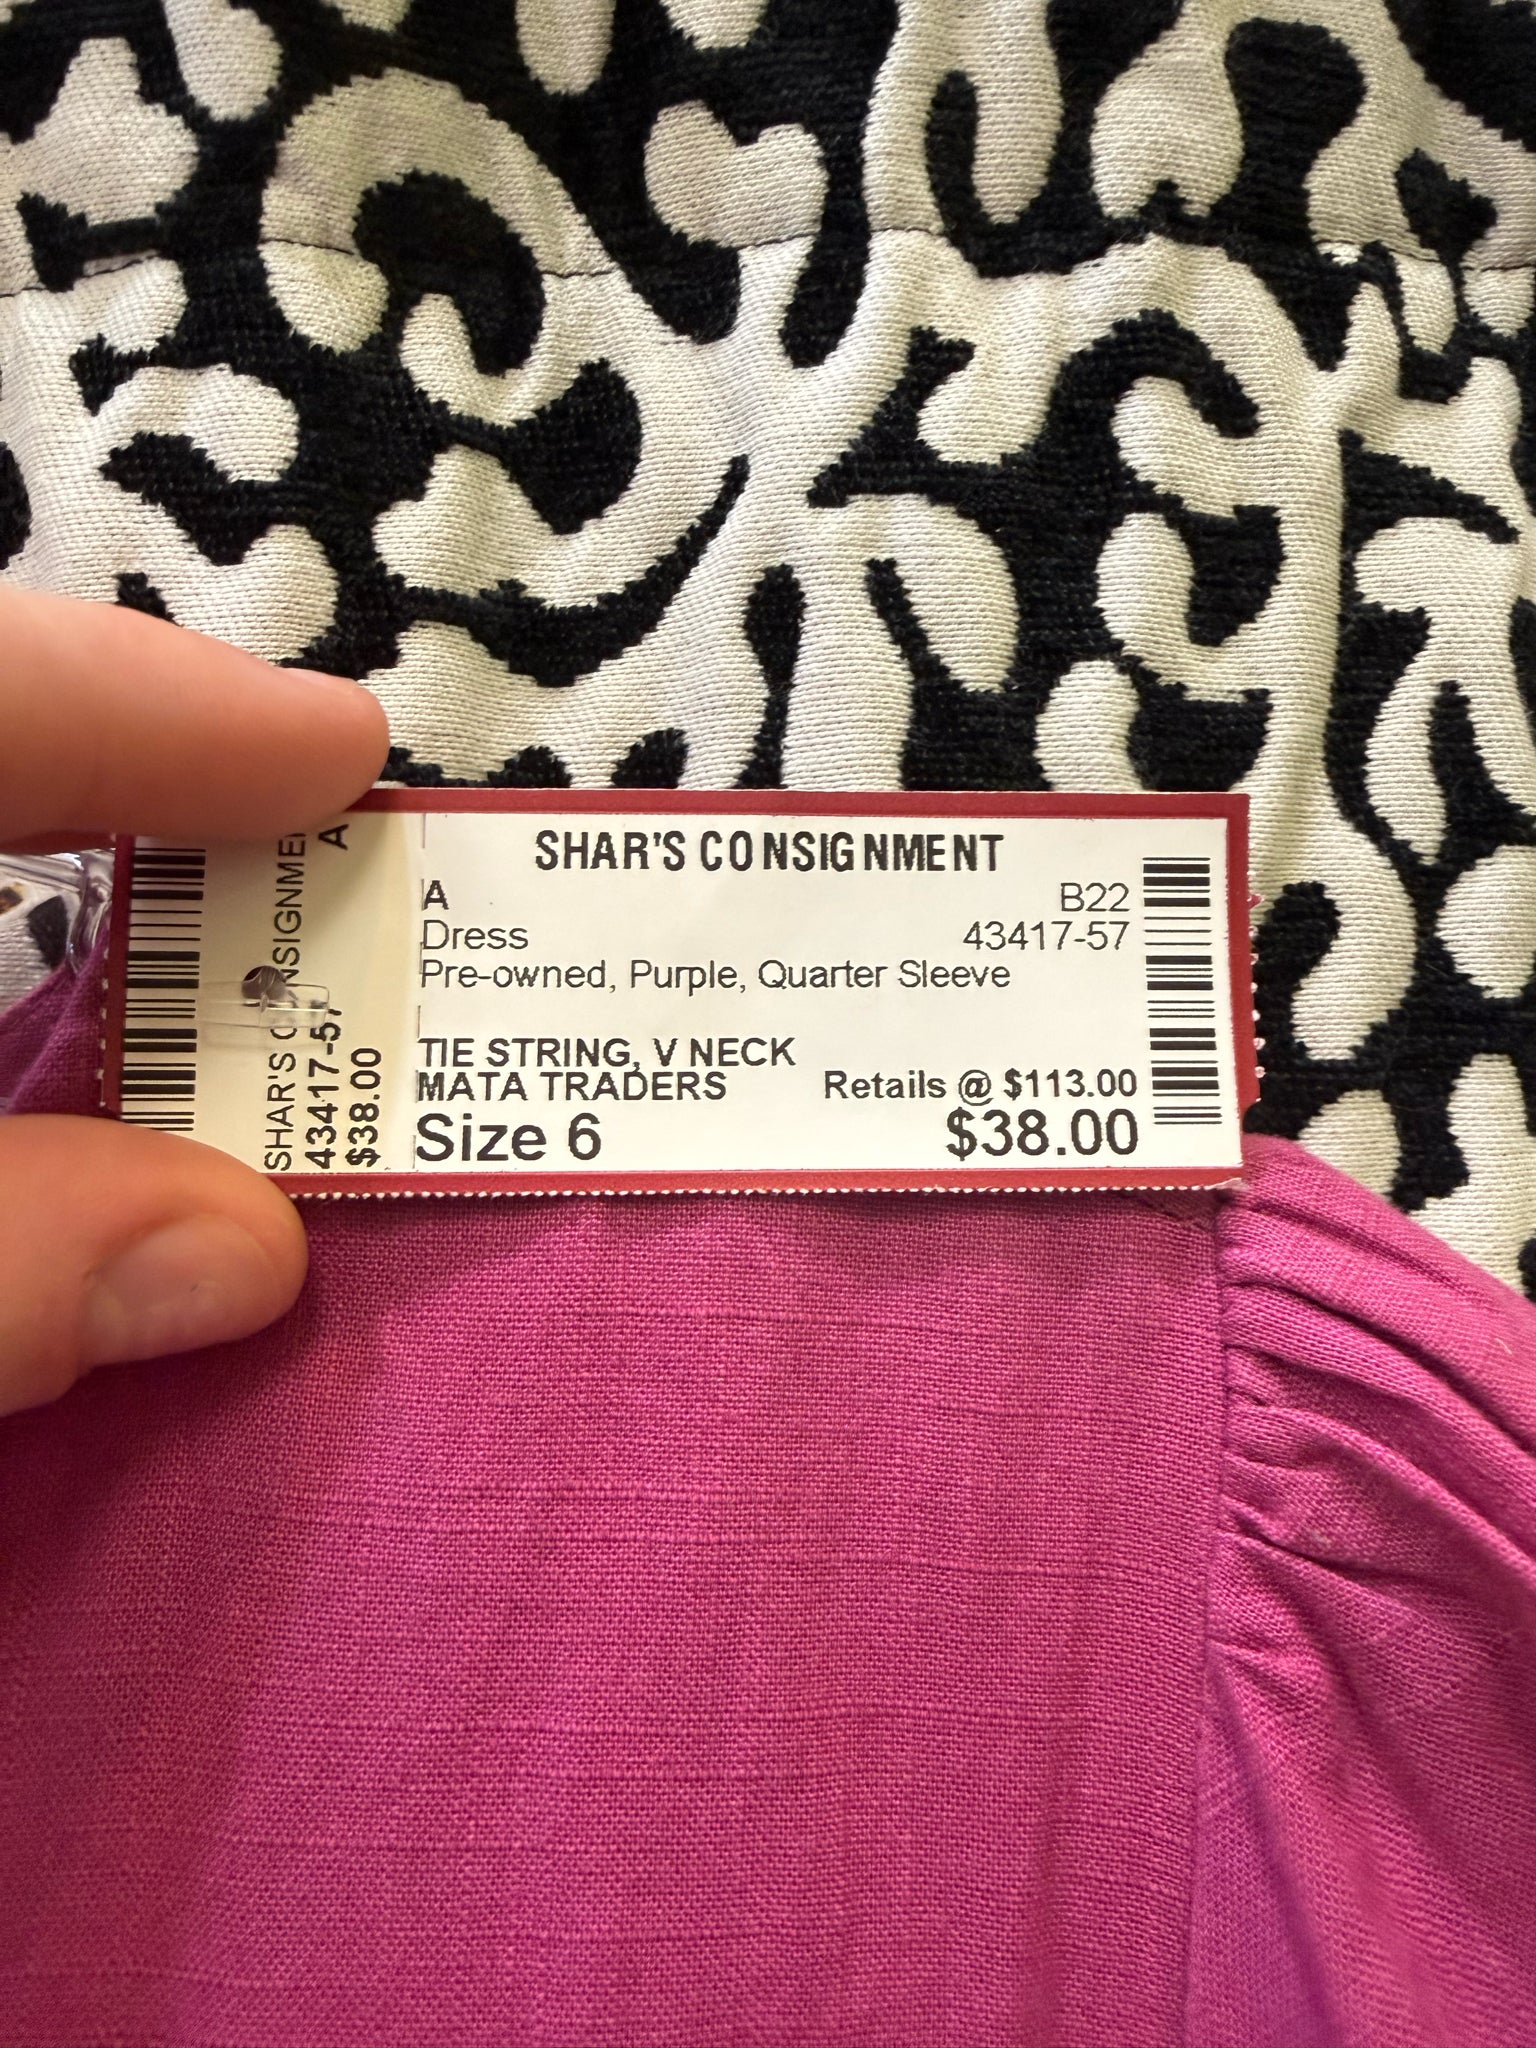 SHAR'S CONSIGNMENT
A B22
Dress 43417-57
Pre-owned, Purple, Quarter Sleeve
TIE STRING, V NECK
MATA TRADERS Retails @ $113.00
Size 6 $38.00
A
SHAR'S CONSIGNMEN
43417-57
$38.00